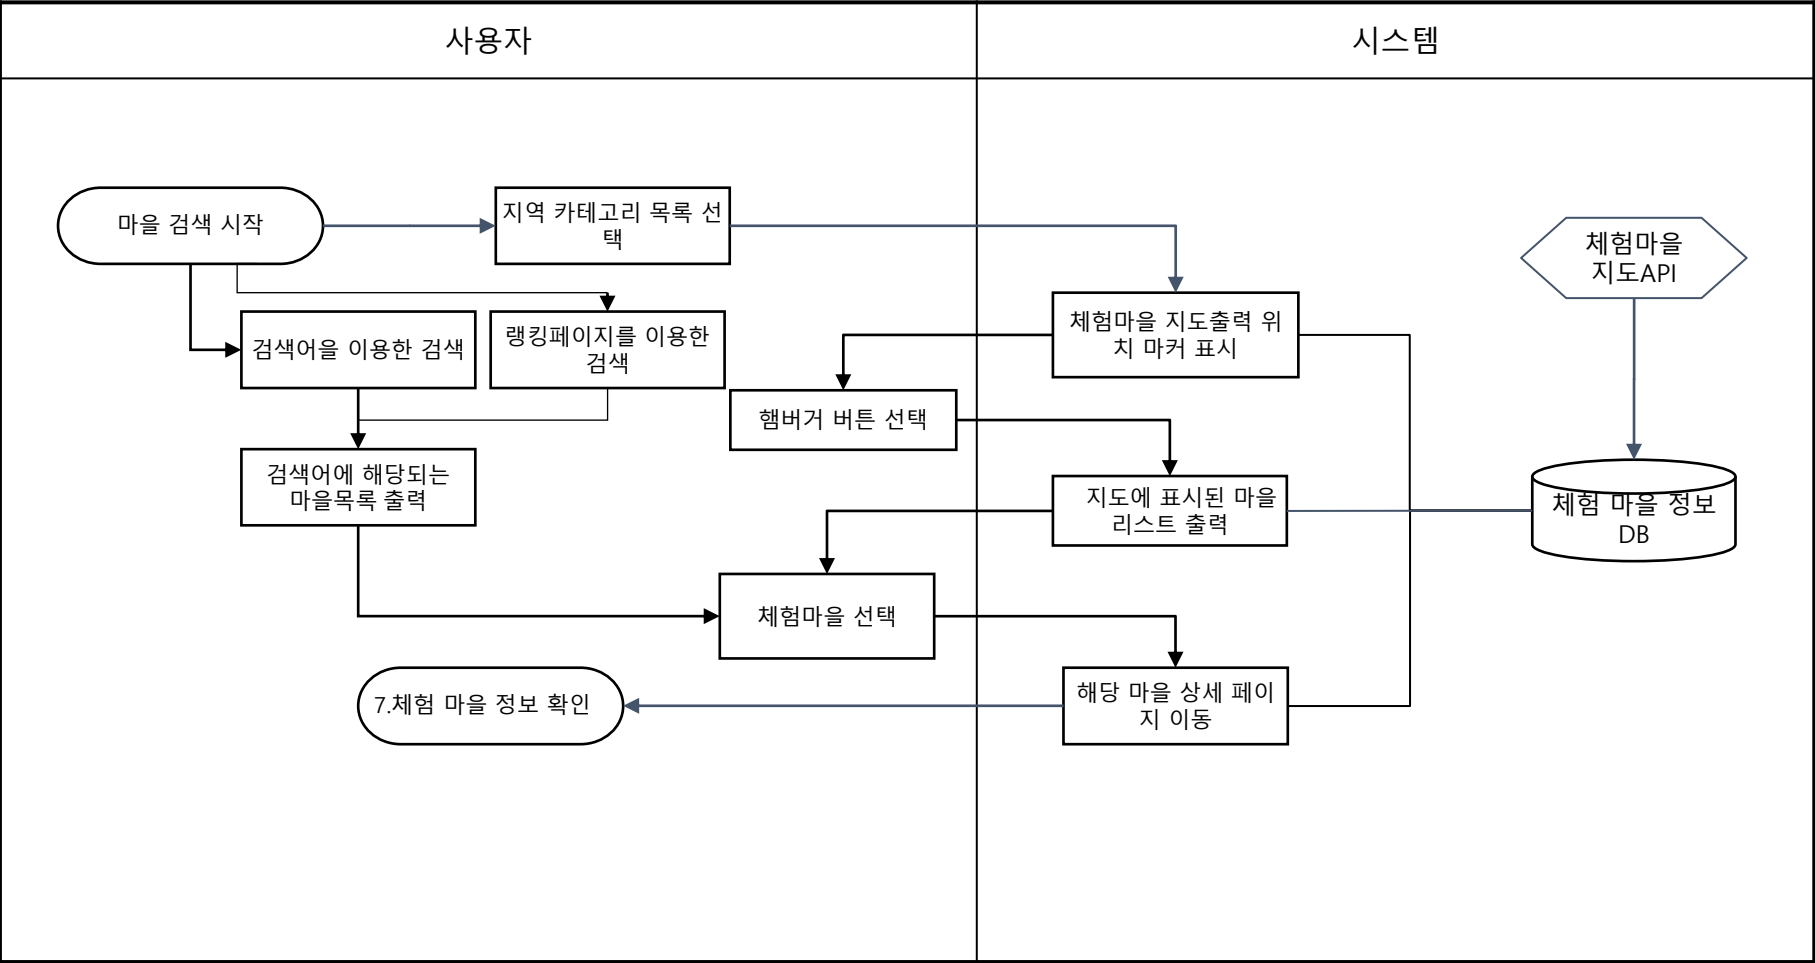 사용자
시스템
마을 검색 시작
지역 카테고리 목록 선
택
체험마을
지도API
검색어을 이용한 검색
랭킹페이지를 이용한
검색
체험마을 지도출력 위
치 마커 표시
햄버거 버튼 선택
검색어에 해당되는
마을목록 출력
지도에 표시된 마을
리스트 출력
체험 마을 정보
DB
체험마을 선택
7.체험 마을 정보 확인
해당 마을 상세 페이
지 이동